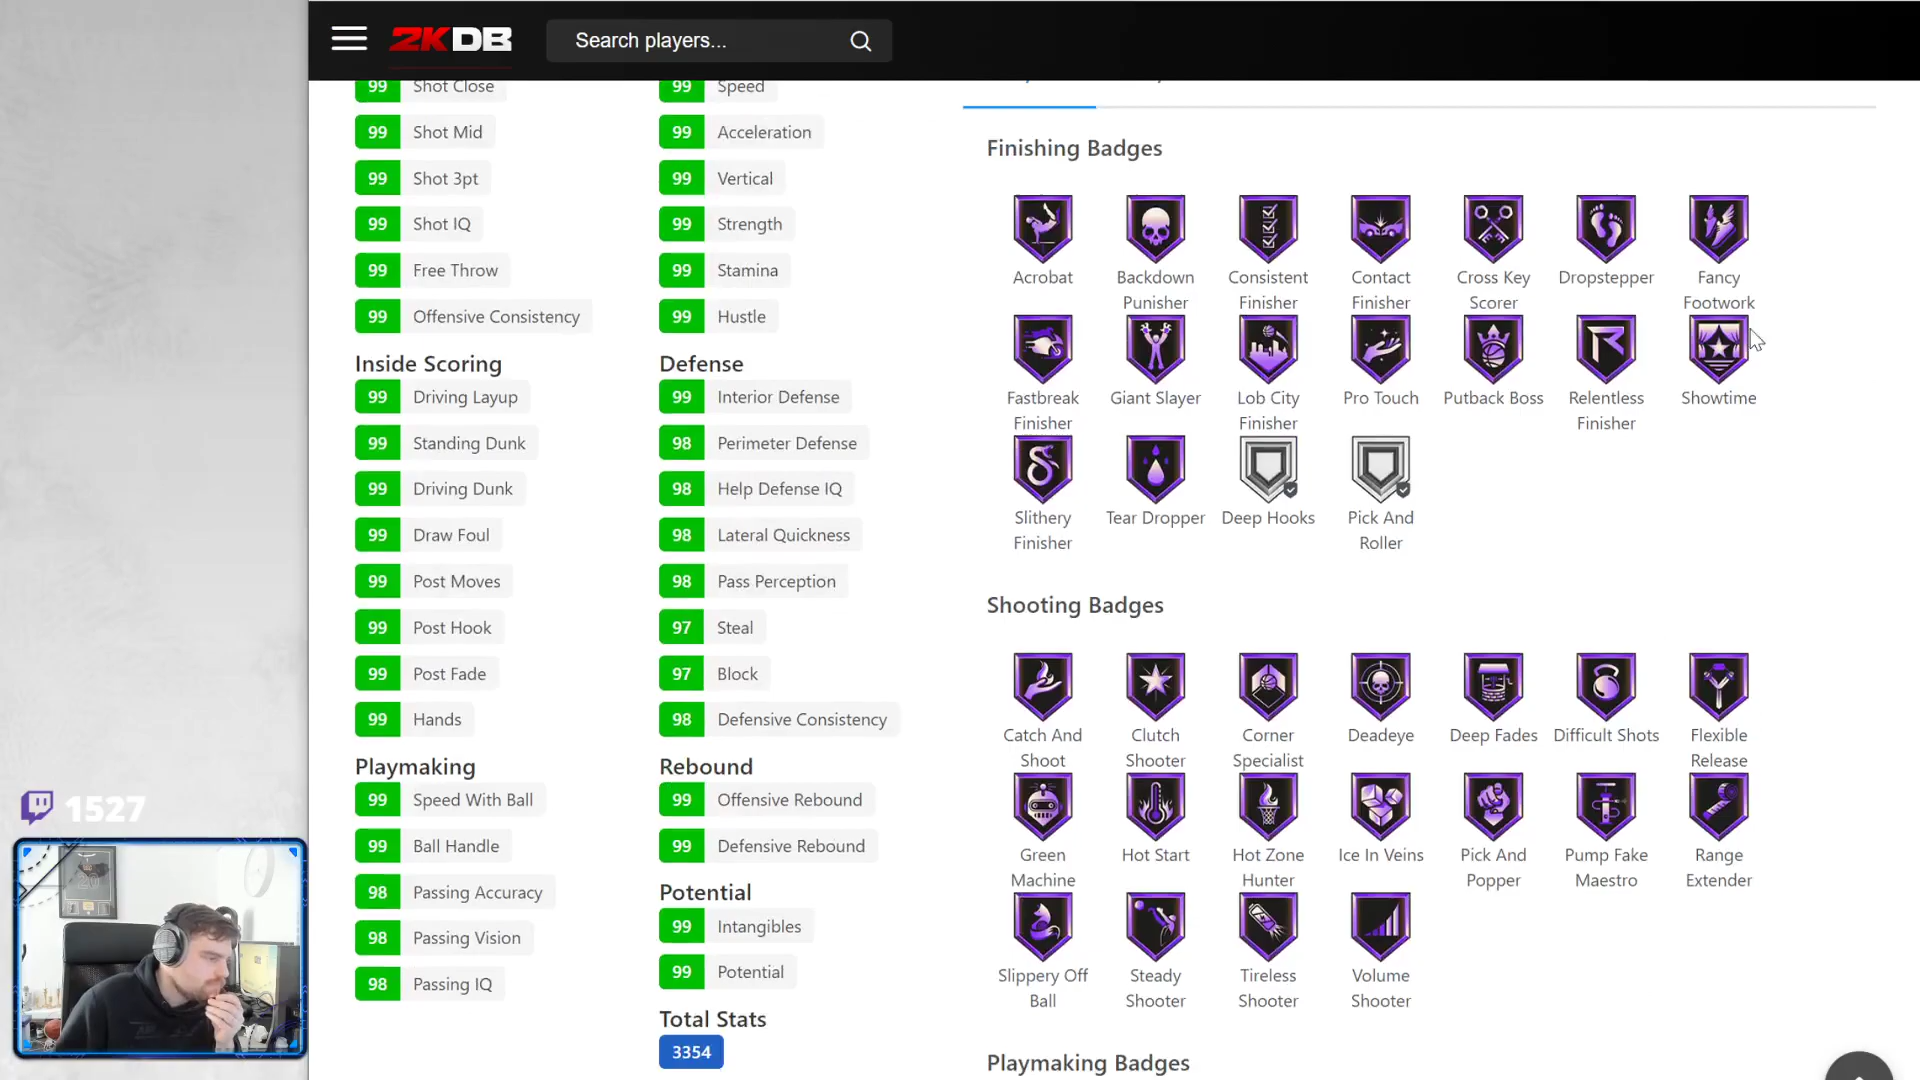 2KDB
Search players...
99 Shot Close
99 Shot Mid
99 Shot 3pt
99 Shot IQ
99 Free Throw
99 Offensive Consistency
Inside Scoring
99 Driving Layup
99 Standing Dunk
99 Driving Dunk
99 Draw Foul
99 Post Moves
99 Post Hook
99 Post Fade
99 Hands
Playmaking
99 Speed With Ball
99 Ball Handle
98 Passing Accuracy
98 Passing Vision
98 Passing IQ
99 Speed
99 Acceleration
99 Vertical
99 Strength
99 Stamina
99 Hustle
Defense
99 Interior Defense
98 Perimeter Defense
98 Help Defense IQ
98 Lateral Quickness
98 Pass Perception
97 Steal
97 Block
98 Defensive Consistency
Rebound
99 Offensive Rebound
99 Defensive Rebound
Potential
99 Intangibles
99 Potential
Total Stats
3354
Finishing Badges
Acrobat
Backdown
Punisher
Consistent
Finisher
Contact
Finisher
Cross Key
Scorer
Dropstepper
Fancy
Footwork
Fastbreak
Finisher
Giant Slayer
Lob City
Finisher
Pro Touch
Putback Boss
Relentless
Finisher
Showtime
Slithery
Finisher
Tear Dropper
Deep Hooks
Pick And
Roller
Shooting Badges
Catch And
Shoot
Clutch
Shooter
Corner
Specialist
Deadeye
Deep Fades
Difficult Shots
Flexible
Release
Green
Machine
Hot Start
Hot Zone
Hunter
Ice In Veins
Pick And
Popper
Pump Fake
Maestro
Range
Extender
Slippery Off
Ball
Steady
Shooter
Tireless
Shooter
Volume
Shooter
Playmaking Badges
1527